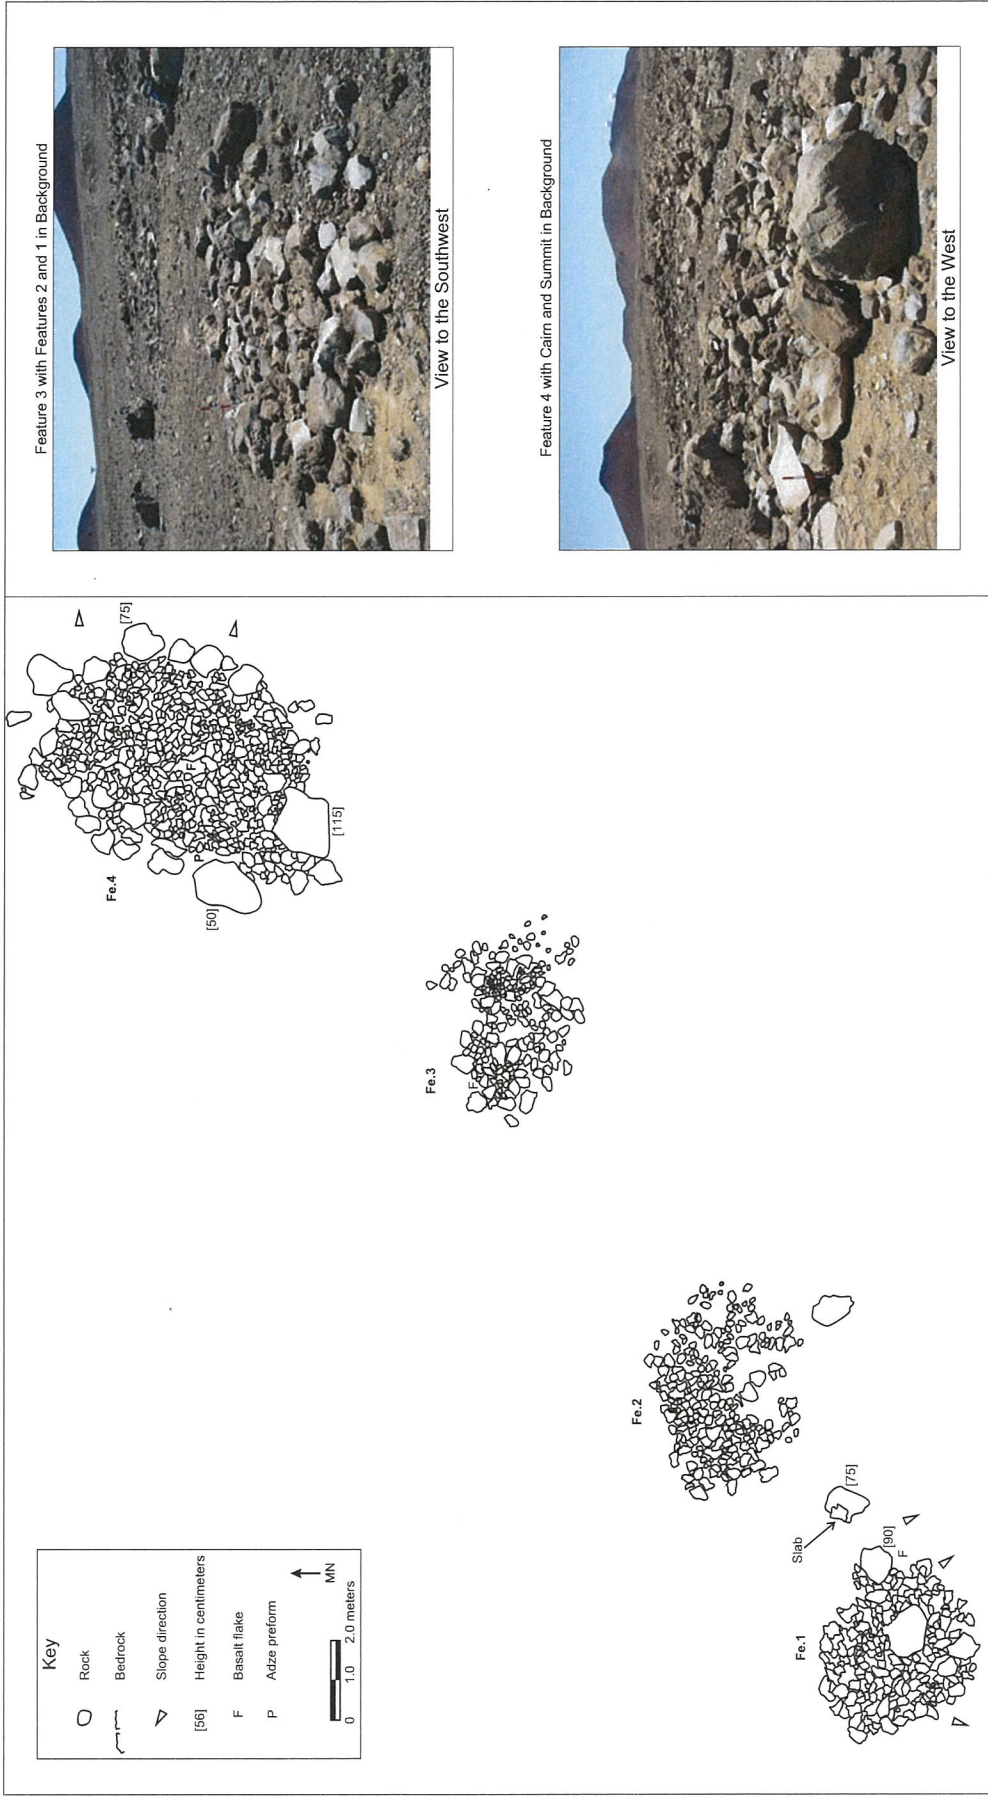 Key
Rock
Bedrock
Slope direction
[56] Height in centimeters
F Basalt flake
P Adze preform
0 1.0 2.0 meters
MN
Fe.1
[90]
F
Slab
[75]
Fe.2
Fe.3
F
Fe.4
[50]
P
F
[115]
[75]
Feature 3 with Features 2 and 1 in Background
View to the Southwest
Feature 4 with Cairn and Summit in Background
View to the West